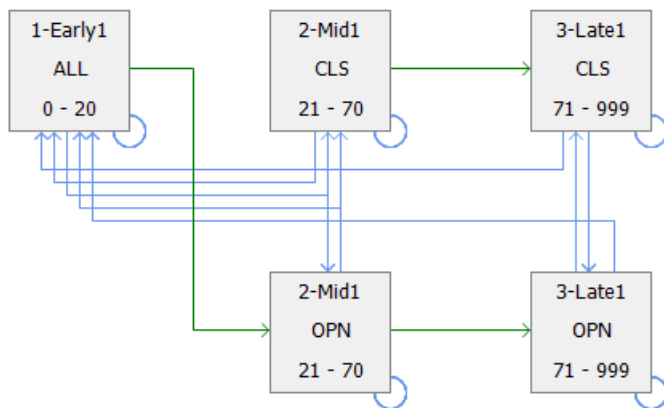 1-Early1
ALL
0 - 20
2-Mid1
CLS
21 - 70
3-Late1
CLS
71 - 999
2-Mid1
OPN
21 - 70
3-Late1
OPN
71 - 999